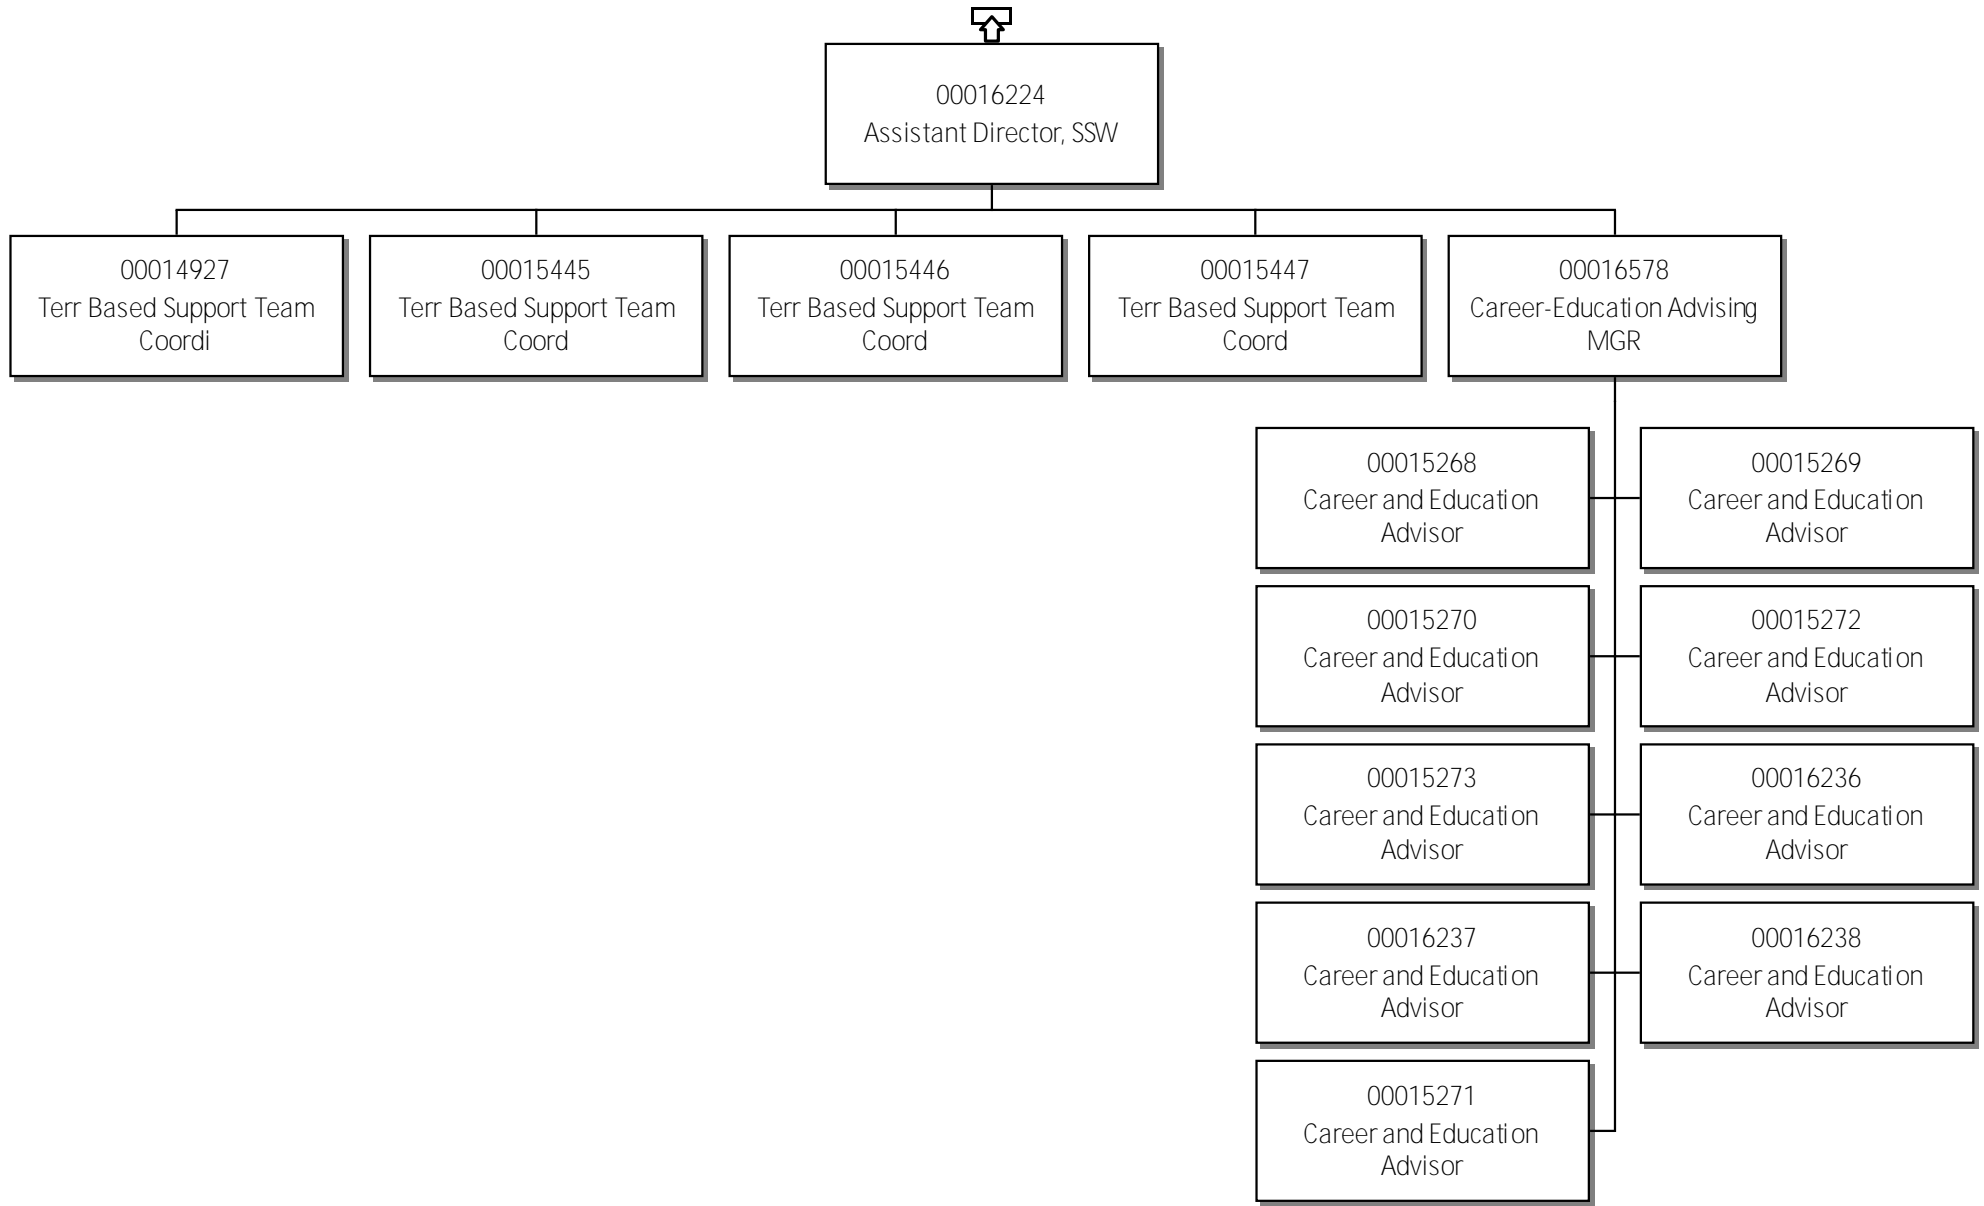 00016224
Assistant Director, SSW
00014927
Terr Based Support Team
Coordi
00015445
Terr Based Support Team
Coord
00015446
Terr Based Support Team
Coord
00015447
Terr Based Support Team
Coord
00016578
Career-Education Advising
MGR
00015268
Career and Education
Advisor
00015269
Career and Education
Advisor
00015270
Career and Education
Advisor
00015272
Career and Education
Advisor
00015273
Career and Education
Advisor
00016236
Career and Education
Advisor
00016237
Career and Education
Advisor
00016238
Career and Education
Advisor
00015271
Career and Education
Advisor